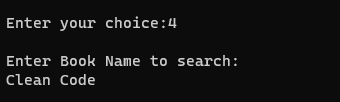 Enter your choice:4
Enter Book Name to search:
Clean Code